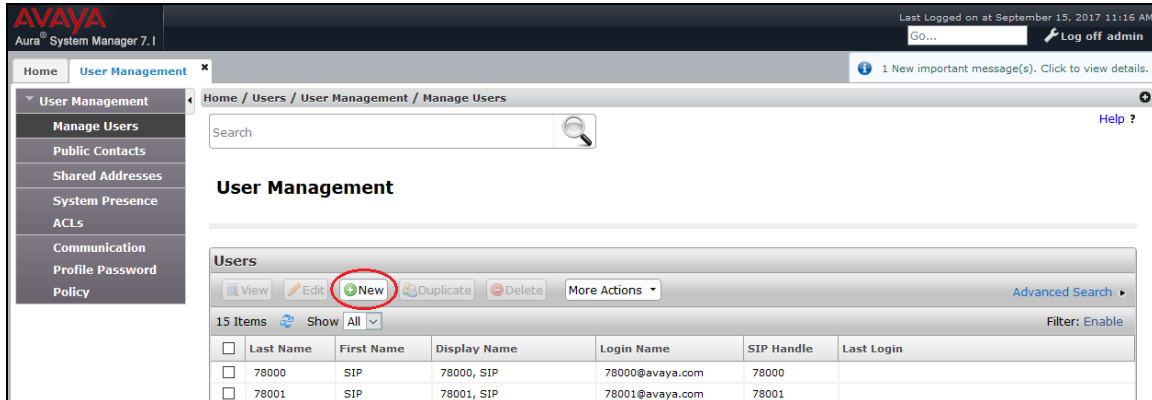 AVAYA
Aura® System Manager 7.1
Last Logged on at September 15, 2017 11:16 AM
Go... Log off admin
Home User Management ×
1 New important message(s). Click to view details.
User Management
Manage Users
Public Contacts
Shared Addresses
System Presence
ACLs
Communication
Profile Password
Policy
Home / Users / User Management / Manage Users
Help ?
Search
User Management
Users
View Edit New Duplicate Delete More Actions Advanced Search
15 Items Show All Filter: Enable
Last Name First Name Display Name Login Name SIP Handle Last Login
78000 SIP 78000, SIP 78000@avaya.com 78000
78001 SIP 78001, SIP 78001@avaya.com 78001